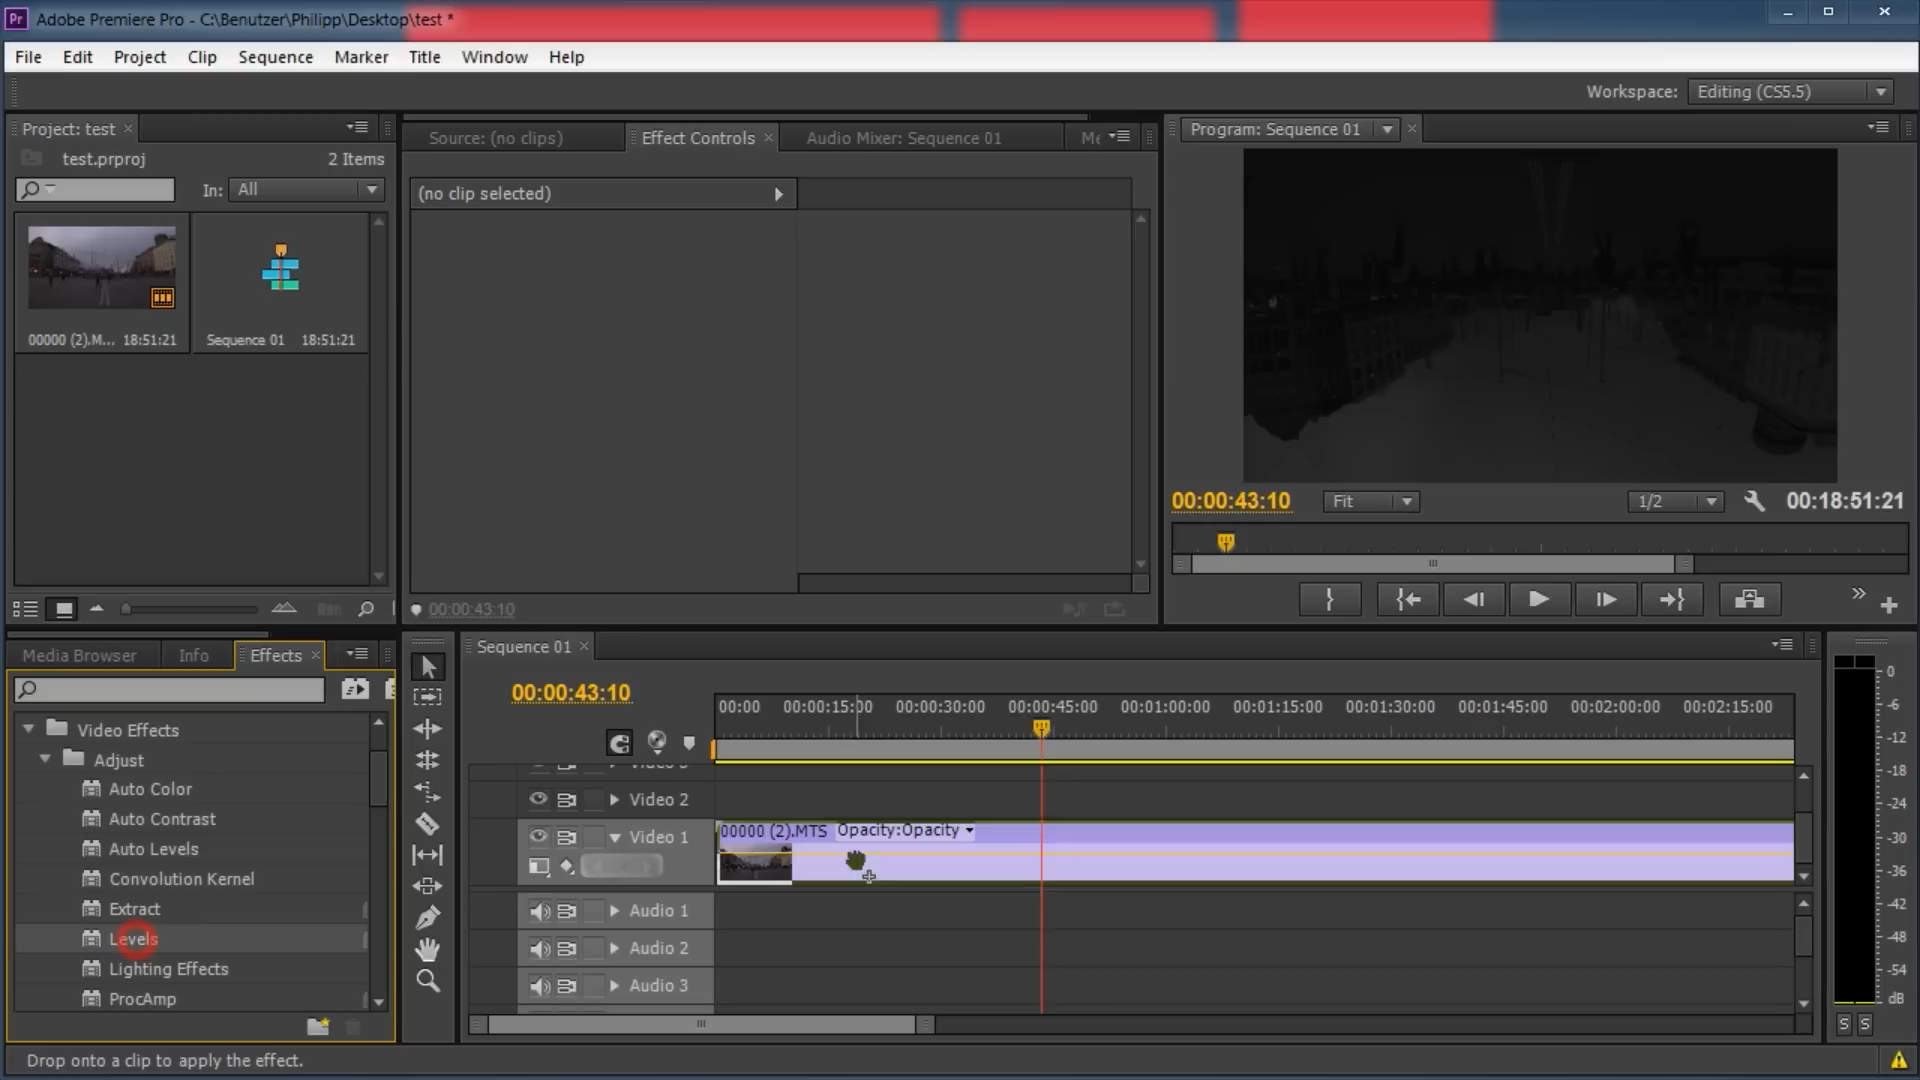 Pr Adobe Premiere Pro - C:\Benutzer\Philipp\Desktop\test *
File Edit Project Clip Sequence Marker Title Window Help
Workspace: Editing (CS5.5)
Project: test
test.prproj 2 Items
In: All
00000 (2).M... 18:51:21
Sequence 01 18:51:21
Source: (no clips)
Effect Controls
Audio Mixer: Sequence 01
(no clip selected)
00:00:43:10
Program: Sequence 01
00:00:43:10 Fit 1/2 00:18:51:21
Media Browser Info Effects
Video Effects
Adjust
Auto Color
Auto Contrast
Auto Levels
Convolution Kernel
Extract
Levels
Lighting Effects
ProcAmp
Sequence 01
00:00:43:10
00:00 00:00:15:00 00:00:30:00 00:00:45:00 00:01:00:00 00:01:15:00 00:01:30:00 00:01:45:00 00:02:00:00 00:02:15:00
Video 2
Video 1
00000 (2).MTS Opacity:Opacity
Audio 1
Audio 2
Audio 3
0
-6
-12
-18
-24
-30
-36
-42
-48
-54
dB
S S
Drop onto a clip to apply the effect.